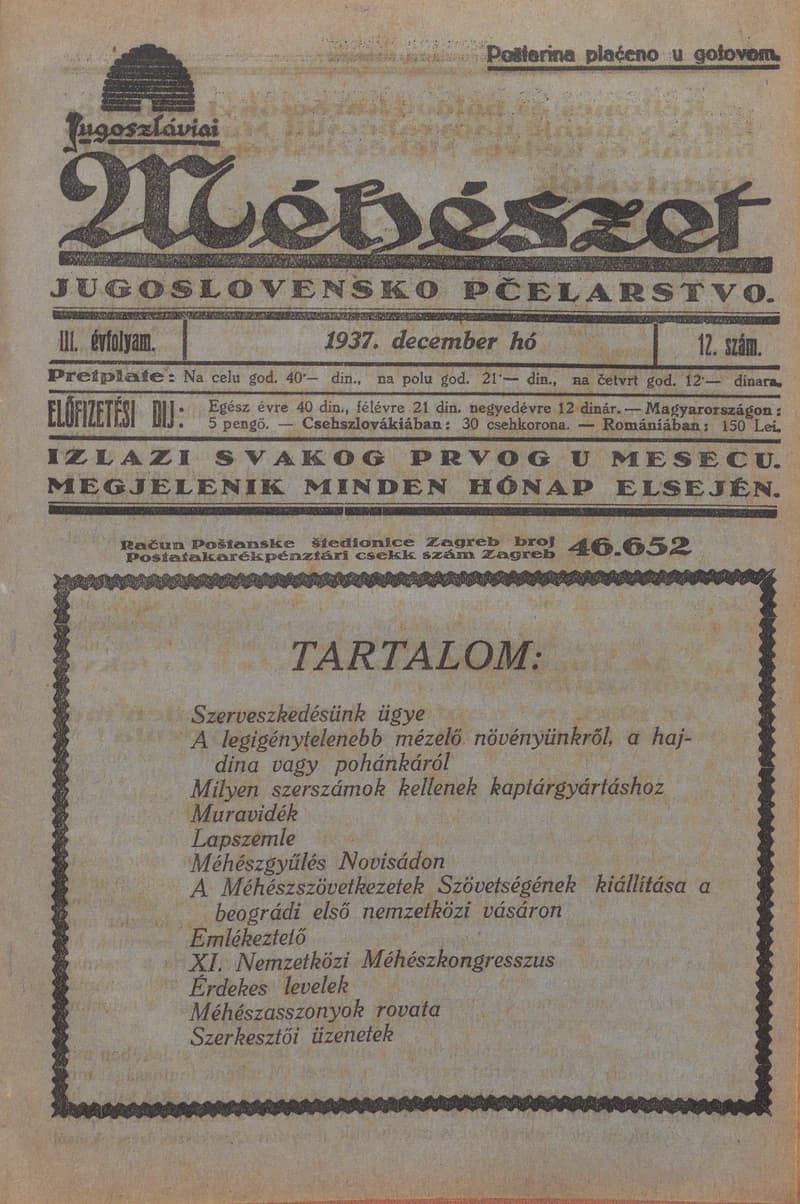 Poštarina plaćeno u gotovom.
Jugoszláviai
Méhészet
JUGOSLOVENSKO PČELARSTVO.
III. évfolyam.
1937. december hó
12. szám.
Pretplate: Na celu god. 40·— din., na polu god. 21·— din., na četvrt god. 12·— dinara.
ELŐFIZETÉSI DIJ:
Egész évre 40 din., félévre 21 din. negyedévre 12 dinár. — Magyarországon:
5 pengő. — Csehszlovákiában: 30 csehkorona. — Romániában: 150 Lei.
IZLAZI SVAKOG PRVOG U MESECU.
MEGJELENIK MINDEN HÓNAP ELSEJÉN.
Račun Poštanske štedionice Zagreb broj
Postatakarékpénztári csekk szám Zagreb
46.652
TARTALOM:
Szerveszkedésünk ügye
A legigénytelenebb mézelő növényünkről, a haj-
dina vagy pohánkáról
Milyen szerszámok kellenek kaptárgyártáshoz
Muravidék
Lapszemle
Méhészgyűlés Novisádon
A Méhészszövetkezetek Szövetségének kiállítása a
beográdi első nemzetközi vásáron
Emlékeztető
XI. Nemzetközi Méhészkongresszus
Érdekes levelek
Méhészasszonyok rovata
Szerkesztői üzenetek